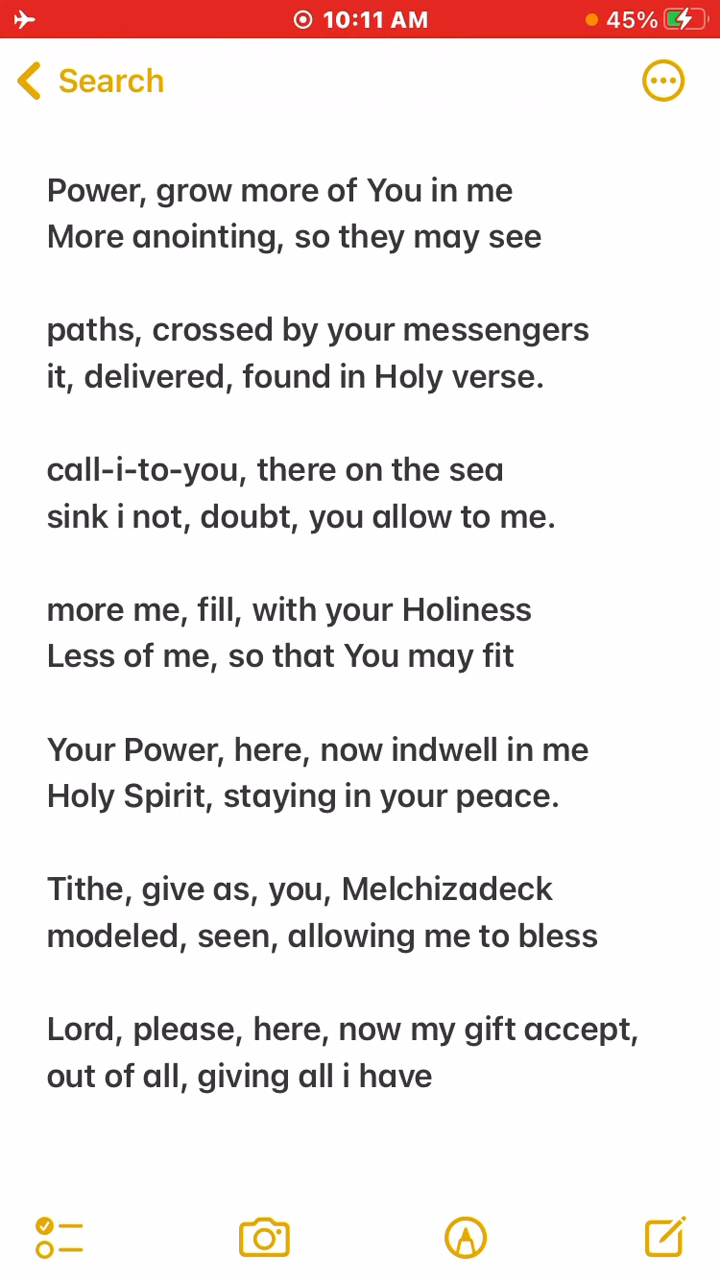 10:11 AM
45%
Search
Power, grow more of You in me
More anointing, so they may see
paths, crossed by your messengers
it, delivered, found in Holy verse.
call-i-to-you, there on the sea
sink i not, doubt, you allow to me.
more me, fill, with your Holiness
Less of me, so that You may fit
Your Power, here, now indwell in me
Holy Spirit, staying in your peace.
Tithe, give as, you, Melchizadeck
modeled, seen, allowing me to bless
Lord, please, here, now my gift accept,
out of all, giving all i have